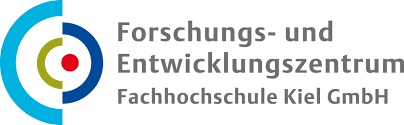 Forschungs- und
Entwicklungszentrum
Fachhochschule Kiel GmbH